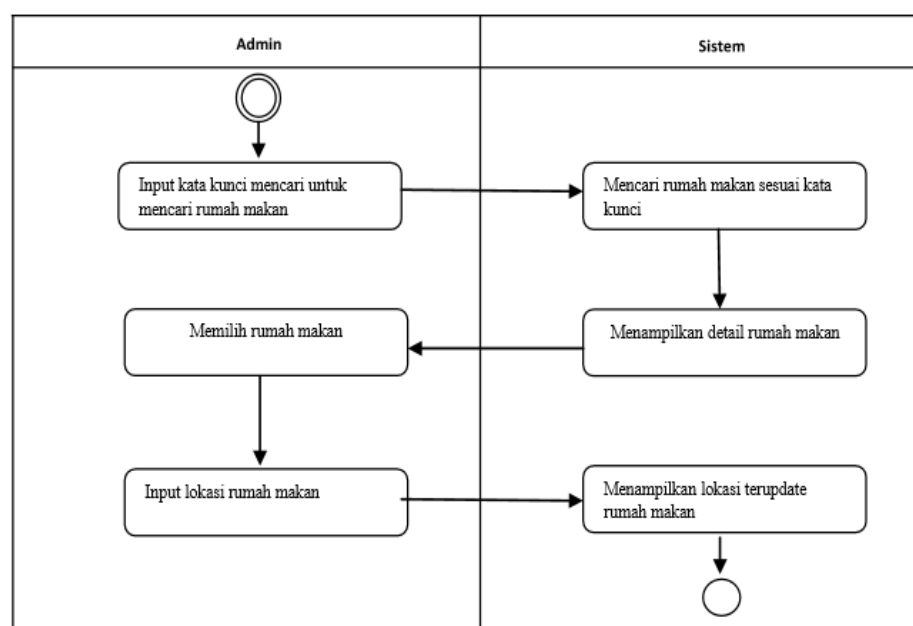 Admin
Sistem
Input kata kunci mencari untuk
mencari rumah makan
Mencari rumah makan sesuai kata
kunci
Memilih rumah makan
Menampilkan detail rumah makan
Input lokasi rumah makan
Menampilkan lokasi terupdate
rumah makan